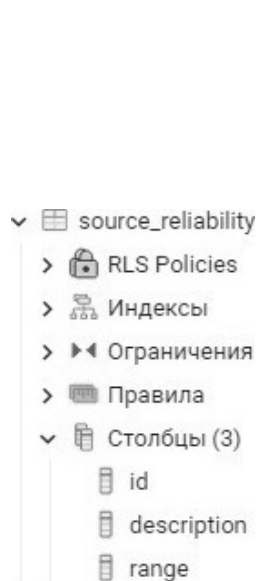 source_reliability
RLS Policies
Индексы
Ограничения
Правила
Столбцы (3)
id
description
range